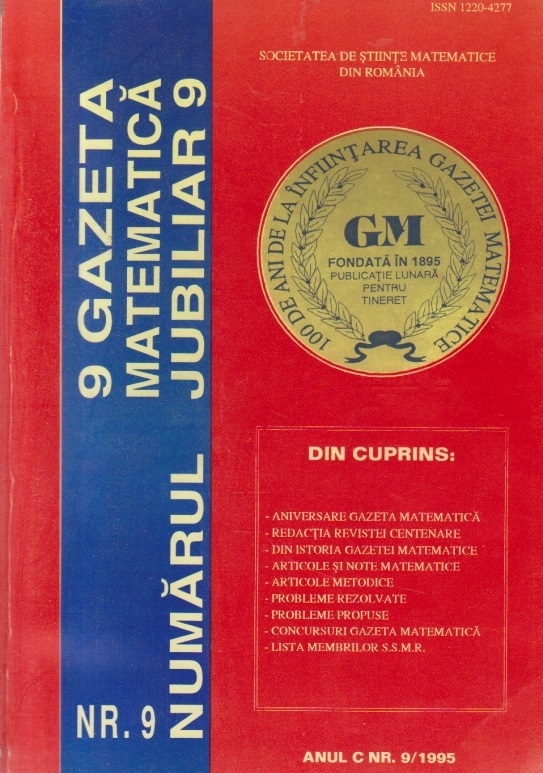 ISSN 1220-4277
SOCIETATEA DE ȘTIINȚE MATEMATICE
DIN ROMÂNIA
9 GAZETA
MATEMATICĂ
NUMĂRUL JUBILIAR 9
NR. 9
100 DE ANI DE LA ÎNFIINȚAREA GAZETEI MATEMATICE
GM
FONDATĂ ÎN 1895
PUBLICAȚIE LUNARĂ
PENTRU
TINERET
DIN CUPRINS:
- ANIVERSARE GAZETA MATEMATICĂ
- REDACȚIA REVISTEI CENTENARE
- DIN ISTORIA GAZETEI MATEMATICE
- ARTICOLE ȘI NOTE MATEMATICE
- ARTICOLE METODICE
- PROBLEME REZOLVATE
- PROBLEME PROPUSE
- CONCURSURI GAZETA MATEMATICĂ
- LISTA MEMBRILOR S.S.M.R.
ANUL C NR. 9/1995